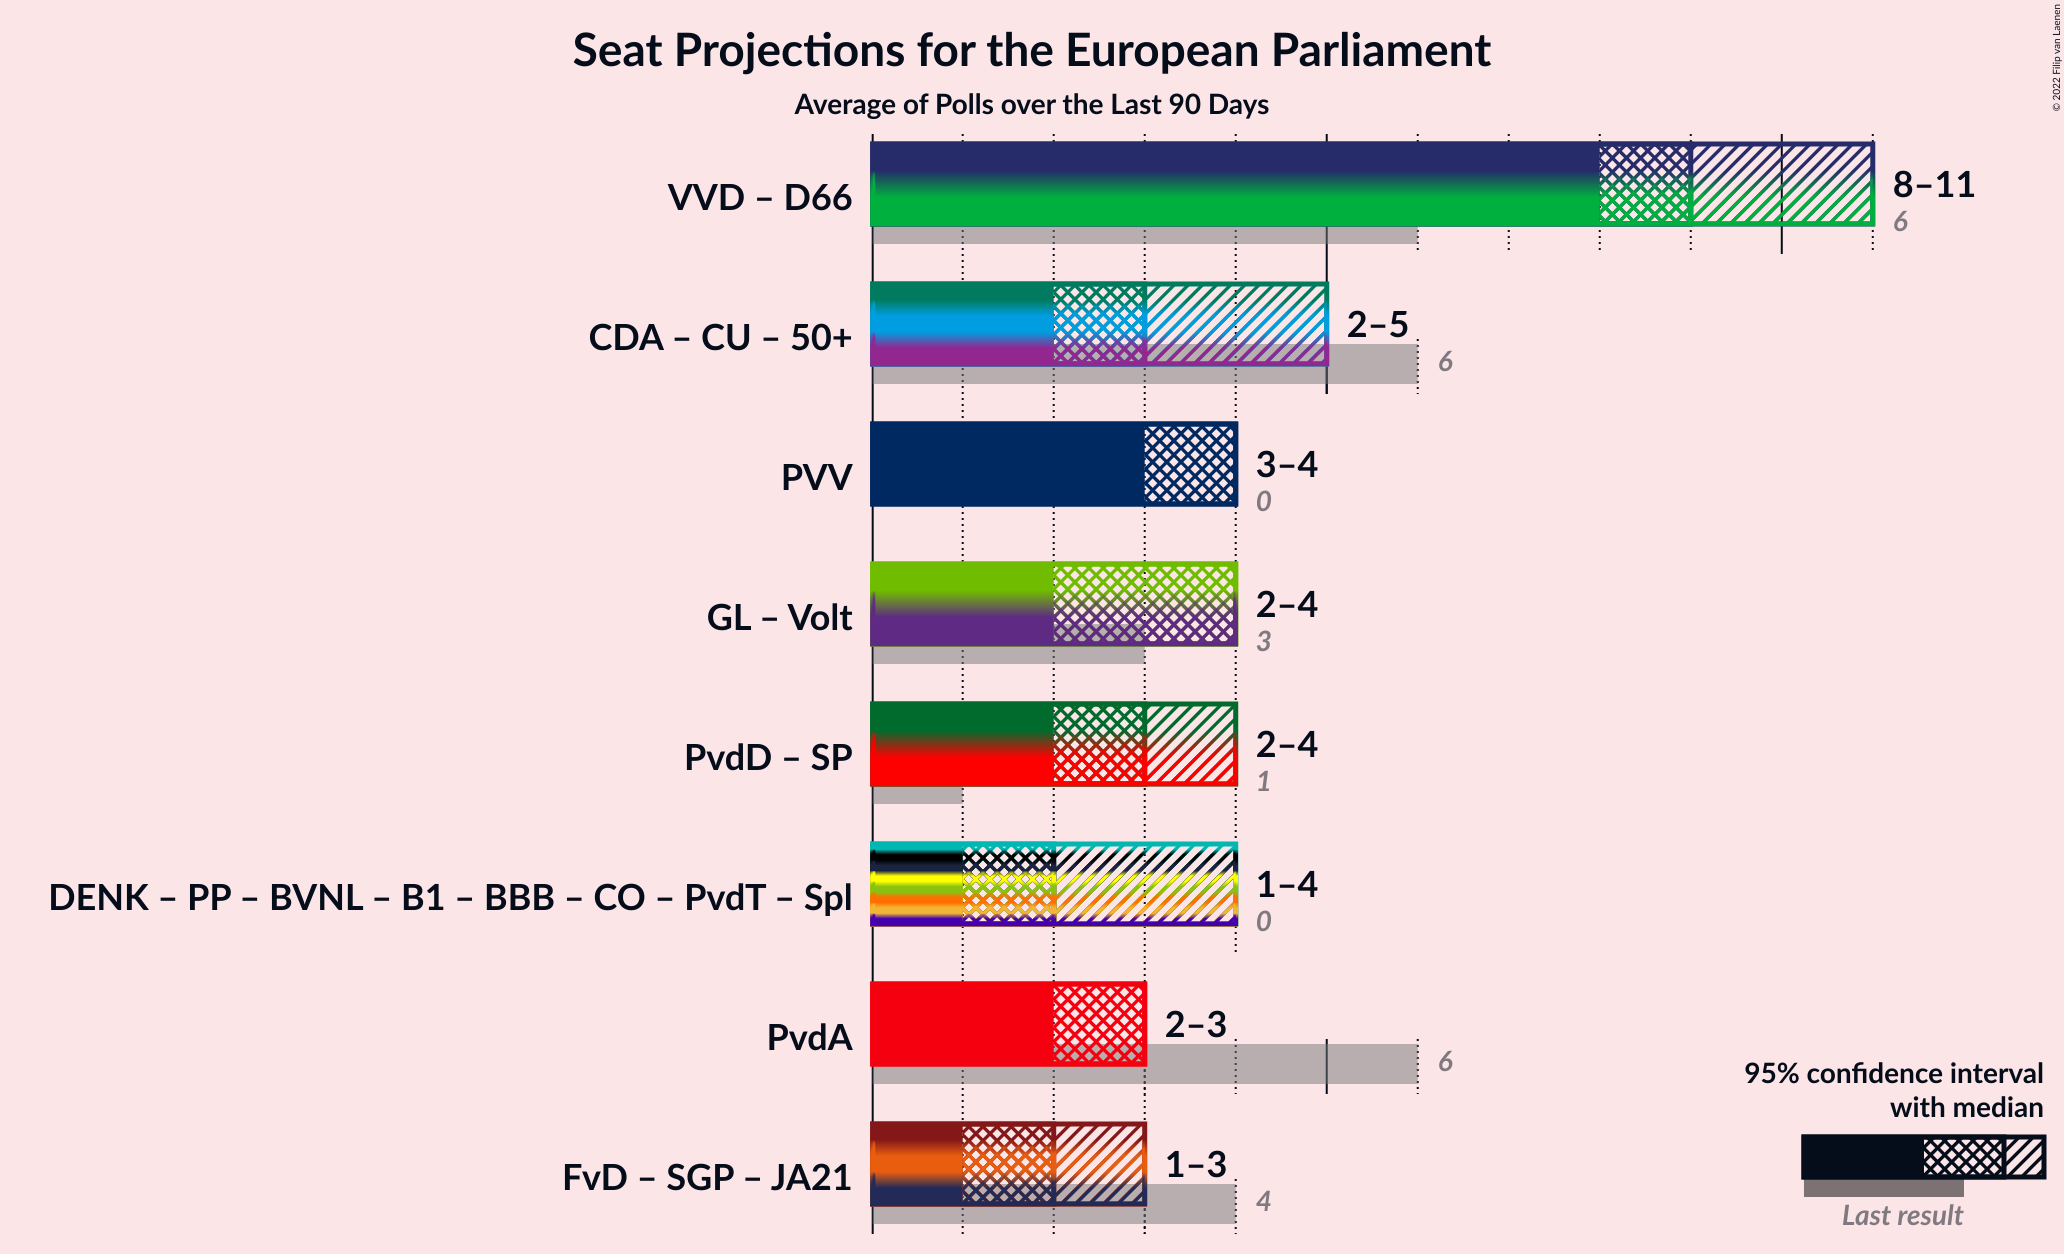 Seat Projections for the European Parliament
Average of Polls over the Last 90 Days
© 2022 Filip van Laenen
VVD – D66
8–11
6
CDA – CU – 50+
2–5
6
PVV
3–4
0
GL – Volt
2–4
3
PvdD – SP
2–4
1
DENK – PP – BVNL – B1 – BBB – CO – PvdT – Spl
1–4
0
PvdA
2–3
6
FvD – SGP – JA21
1–3
4
95% confidence interval
with median
Last result